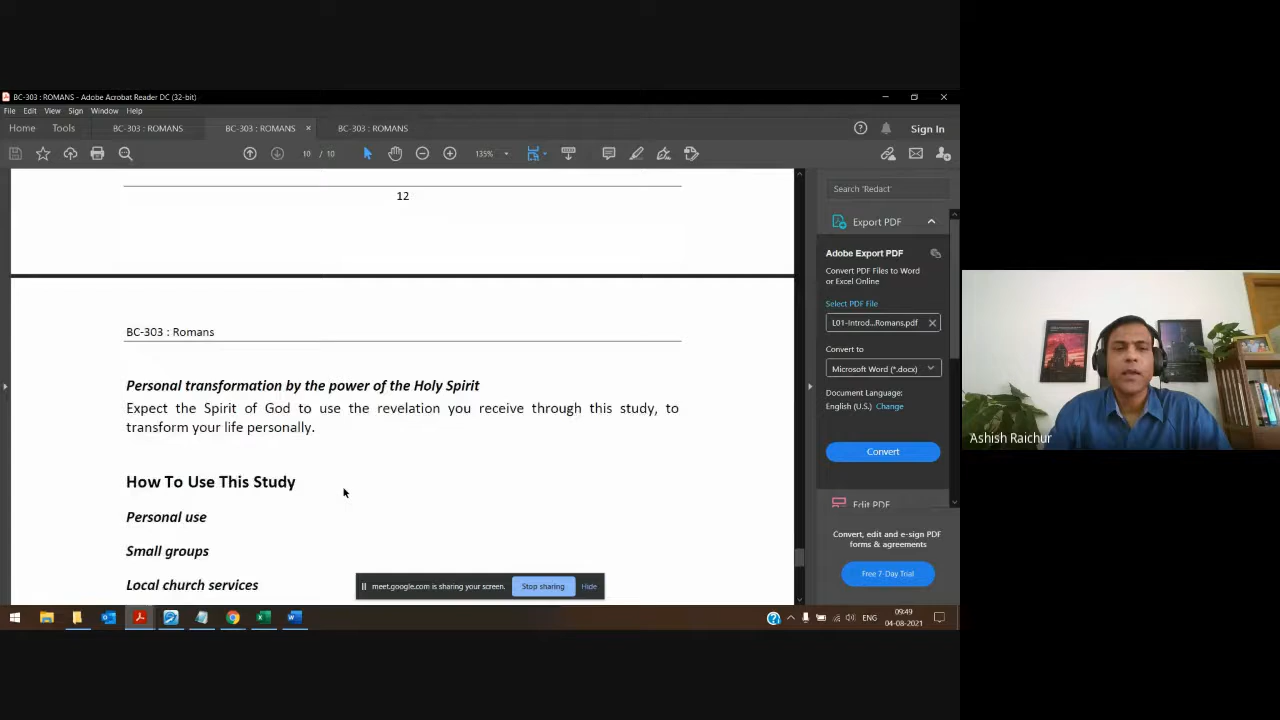 BC-303 : ROMANS - Adobe Acrobat Reader DC (32-bit)
File Edit View Sign Window Help
Home Tools BC-303 : ROMANS BC-303 : ROMANS × BC-303 : ROMANS Sign In
10 / 10 135%
12
BC-303 : Romans
Personal transformation by the power of the Holy Spirit
Expect the Spirit of God to use the revelation you receive through this study, to
transform your life personally.
How To Use This Study
Personal use
Small groups
Local church services
meet.google.com is sharing your screen. Stop sharing Hide
Search 'Redact'
Export PDF
Adobe Export PDF
Convert PDF Files to Word
or Excel Online
Select PDF File
L01-Introd...Romans.pdf
Convert to
Microsoft Word (*.docx)
Document Language:
English (U.S.) Change
Convert
Edit PDF
Convert, edit and e-sign PDF
forms & agreements
Free 7-Day Trial
ENG
09:49
04-08-2021
Ashish Raichur